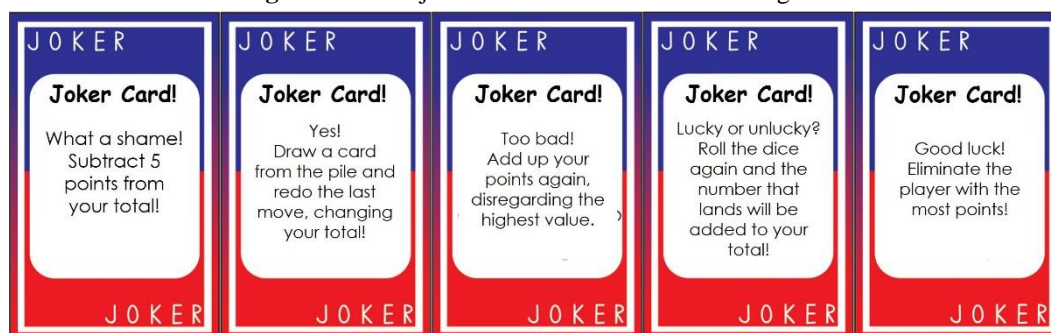 JOKER
Joker Card!
What a shame!
Subtract 5
points from
your total!
JOKER
JOKER
Joker Card!
Yes!
Draw a card
from the pile and
redo the last
move, changing
your total!
JOKER
JOKER
Joker Card!
Too bad!
Add up your
points again,
disregarding the
highest value.
JOKER
JOKER
Joker Card!
Lucky or unlucky?
Roll the dice
again and the
number that
lands will be
added to your
total!
JOKER
JOKER
Joker Card!
Good luck!
Eliminate the
player with the
most points!
JOKER